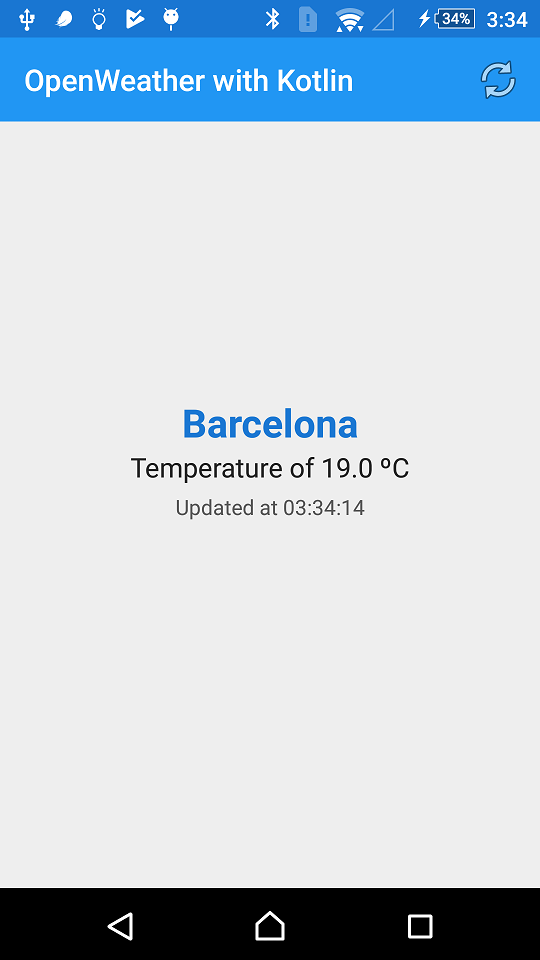 34% 3:34
OpenWeather with Kotlin
Barcelona
Temperature of 19.0 ºC
Updated at 03:34:14